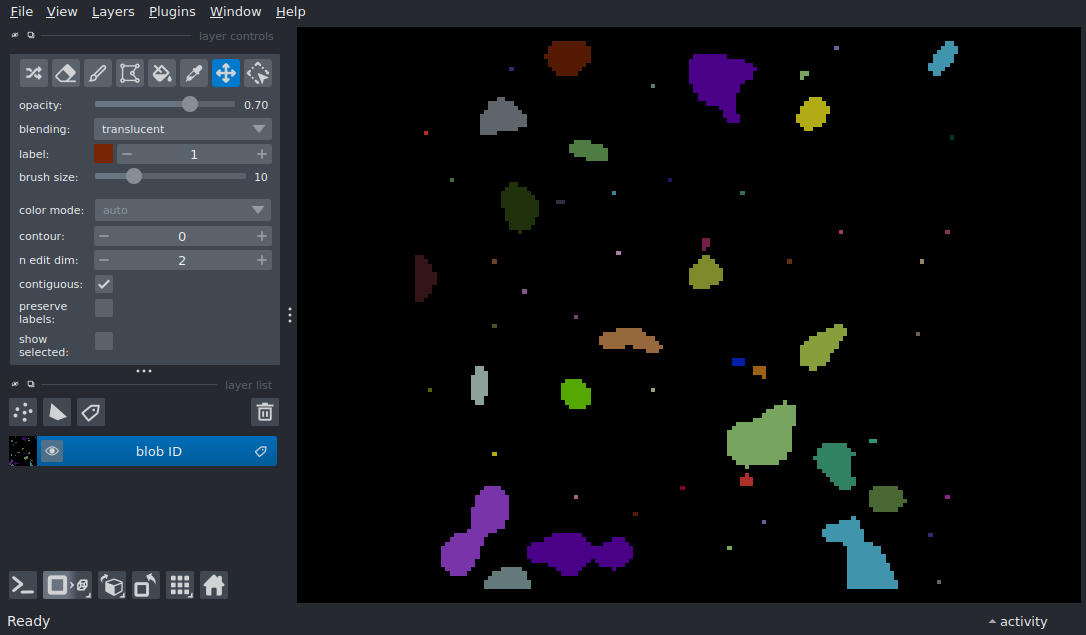 File View Layers Plugins Window Help
layer controls
opacity: 0.70
blending: translucent
label: 1
brush size: 10
color mode: auto
contour: 0
n edit dim: 2
contiguous:
preserve
labels:
show
selected:
layer list
blob ID
Ready activity